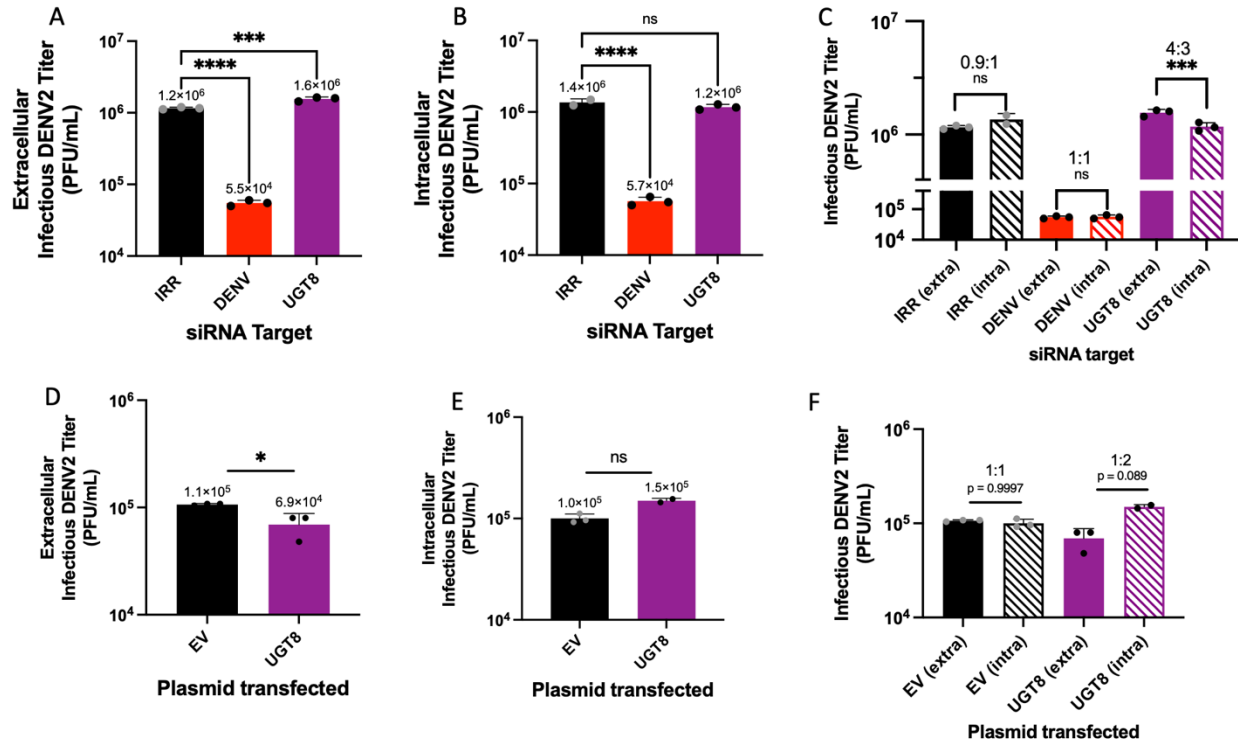 A
Extracellular
Infectious DENV2 Titer
(PFU/mL)
10⁷
10⁶
10⁵
10⁴
***
****
1.2×10⁶
5.5×10⁴
1.6×10⁶
IRR
DENV
UGT8
siRNA Target
B
Intracellular
Infectious DENV2 Titer
(PFU/mL)
10⁷
10⁶
10⁵
10⁴
ns
****
1.4×10⁶
5.7×10⁴
1.2×10⁶
IRR
DENV
UGT8
siRNA Target
C
Infectious DENV2 Titer
(PFU/mL)
10⁷
10⁶
10⁵
10⁴
0.9:1
ns
1:1
ns
4:3
***
IRR (extra)
IRR (intra)
DENV (extra)
DENV (intra)
UGT8 (extra)
UGT8 (intra)
siRNA target
D
Extracellular
Infectious DENV2 Titer
(PFU/mL)
10⁶
10⁵
10⁴
*
1.1×10⁵
6.9×10⁴
EV
UGT8
Plasmid transfected
E
Intracellular
Infectious DENV2 Titer
(PFU/mL)
10⁶
10⁵
10⁴
ns
1.0×10⁵
1.5×10⁵
EV
UGT8
Plasmid transfected
F
Infectious DENV2 Titer
(PFU/mL)
10⁶
10⁵
10⁴
1:1
p = 0.9997
1:2
p = 0.089
EV (extra)
EV (intra)
UGT8 (extra)
UGT8 (intra)
Plasmid transfected